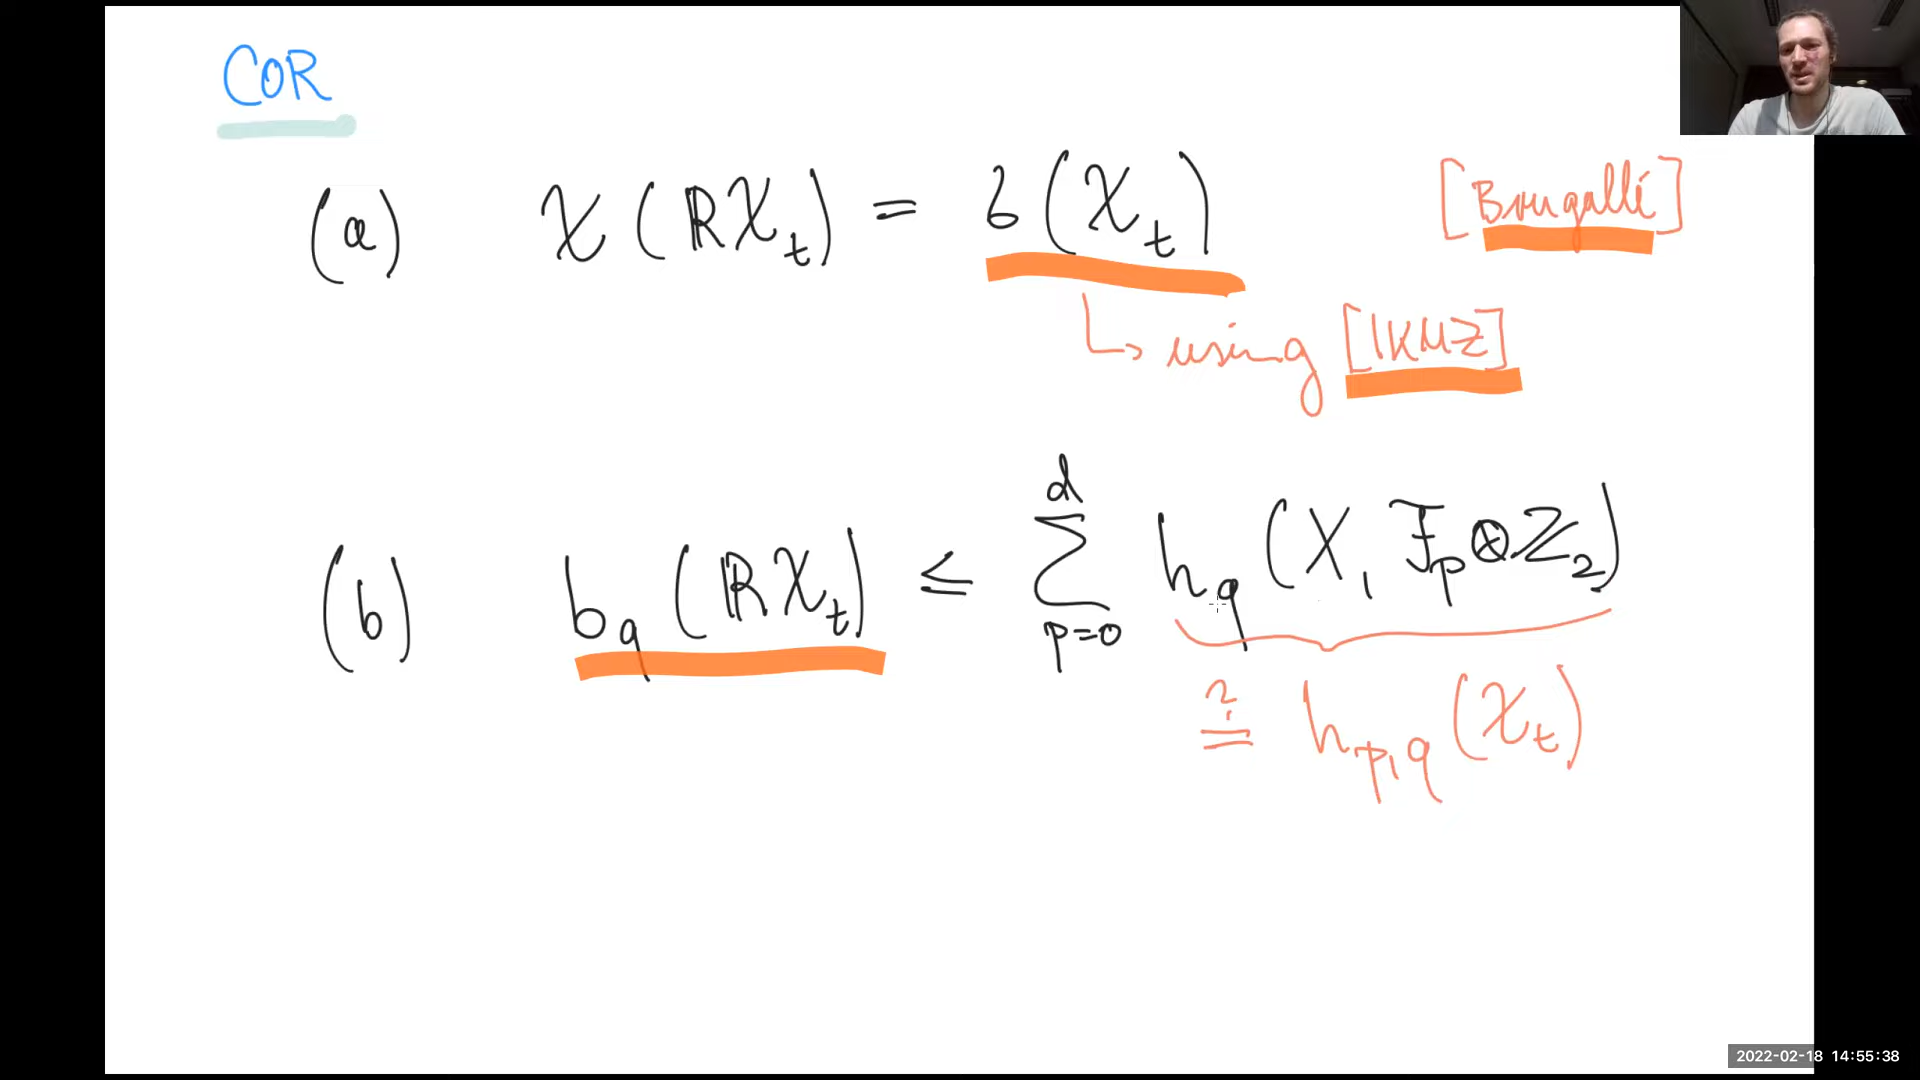 COR
(a) χ(ℝ𝒳_t) = σ(𝒳_t) [Brugallé]
↳ using [IKMZ]
(b) b_q(ℝ𝒳_t) ≤ ∑_{p=0}^{d} h_q(X, ℱ_p⊗ℤ_2)
?= h_{p,q}(𝒳_t)
2022-02-18 14:55:38